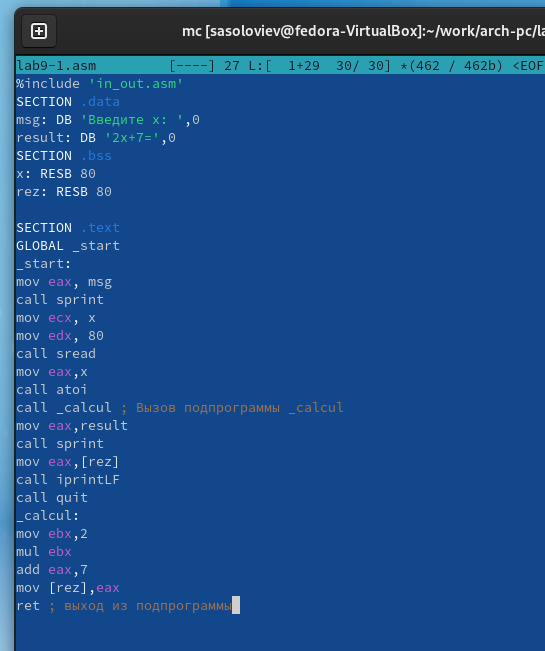 mc [sasoloviev@fedora-VirtualBox]:~/work/arch-pc/la
lab9-1.asm [----] 27 L:[ 1+29 30/ 30] *(462 / 462b) <EOF
%include 'in_out.asm'
SECTION .data
msg: DB 'Введите x: ',0
result: DB '2x+7=',0
SECTION .bss
x: RESB 80
rez: RESB 80
SECTION .text
GLOBAL _start
_start:
mov eax, msg
call sprint
mov ecx, x
mov edx, 80
call sread
mov eax,x
call atoi
call _calcul ; Вызов подпрограммы _calcul
mov eax,result
call sprint
mov eax,[rez]
call iprintLF
call quit
_calcul:
mov ebx,2
mul ebx
add eax,7
mov [rez],eax
ret ; выход из подпрограммы